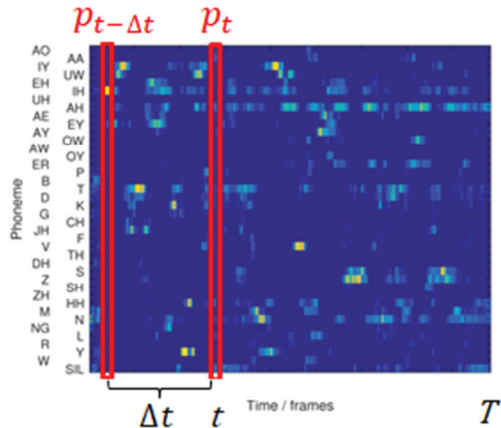 p_{t−Δt} p_t
AO
AA
IY
UW
EH
IH
UH
AH
AE
EY
AY
OW
AW
OY
ER
P
B
T
D
K
G
CH
JH
F
V
TH
DH
S
Z
SH
ZH
HH
M
N
NG
L
R
Y
W
SIL
Phoneme
Δt t Time / frames T